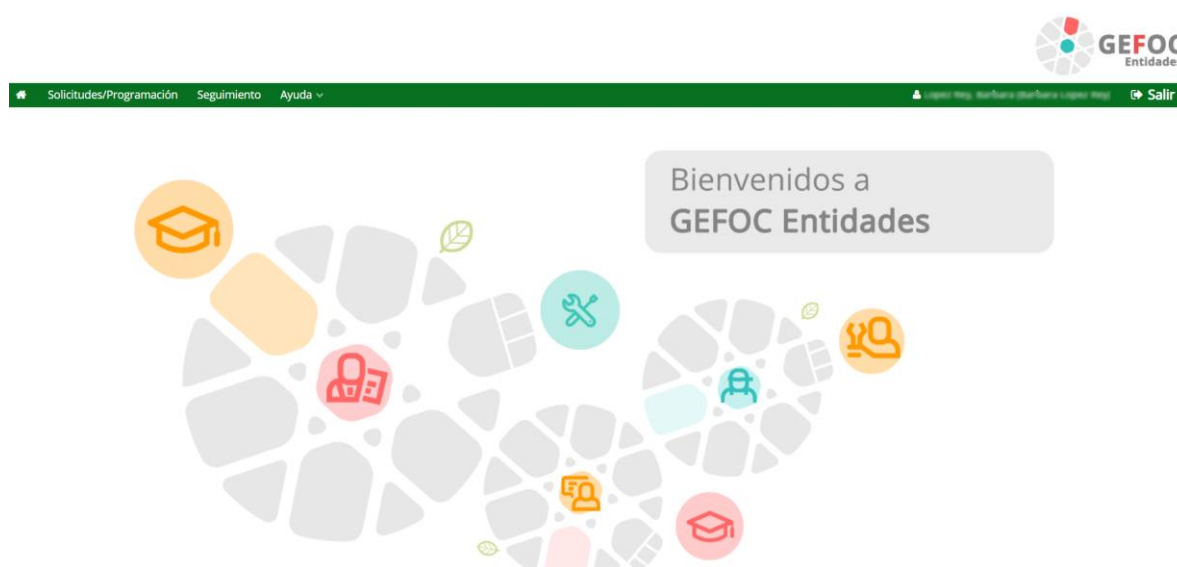 GEFOC
Entidades
Solicitudes/Programación Seguimiento Ayuda
Salir
Bienvenidos a
GEFOC Entidades